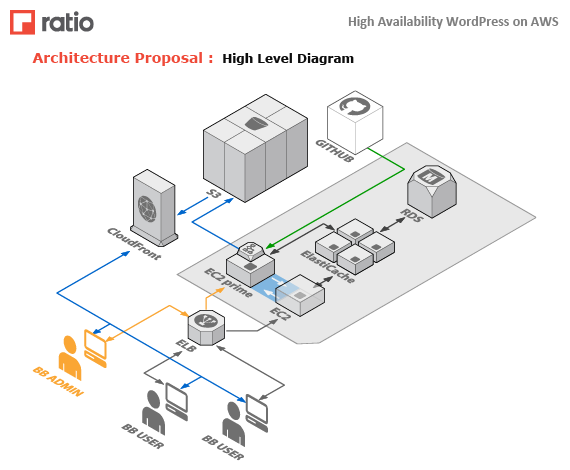 ratio
High Availability WordPress on AWS
Architecture Proposal : High Level Diagram
GITHUB
S3
RDS
CloudFront
ElastiCache
EC2 prime
EC2
ELB
BB ADMIN
BB USER
BB USER
M